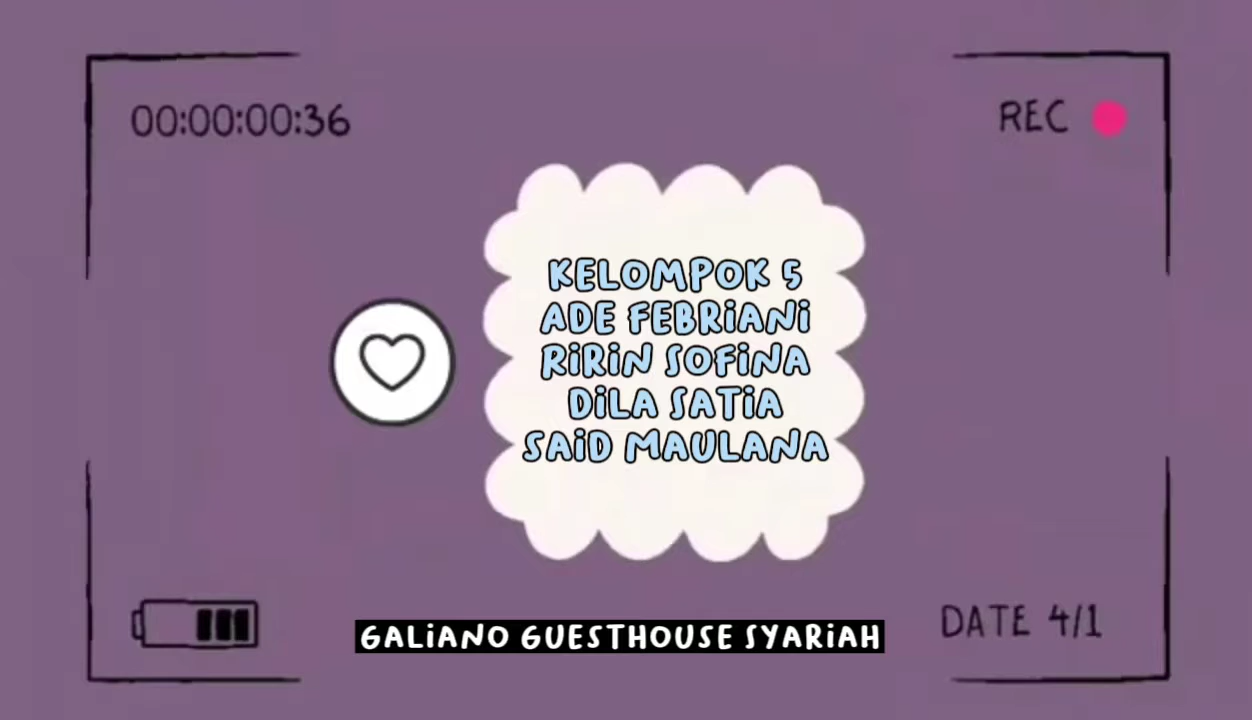 00:00:00:36
REC
KELOMPOK 5
ADE FEBRiANi
RiRiN SOFiNA
DiLA SATiA
SAiD MAULANA
GALiANO GUESTHOUSE SYARiAH
DATE 4/1